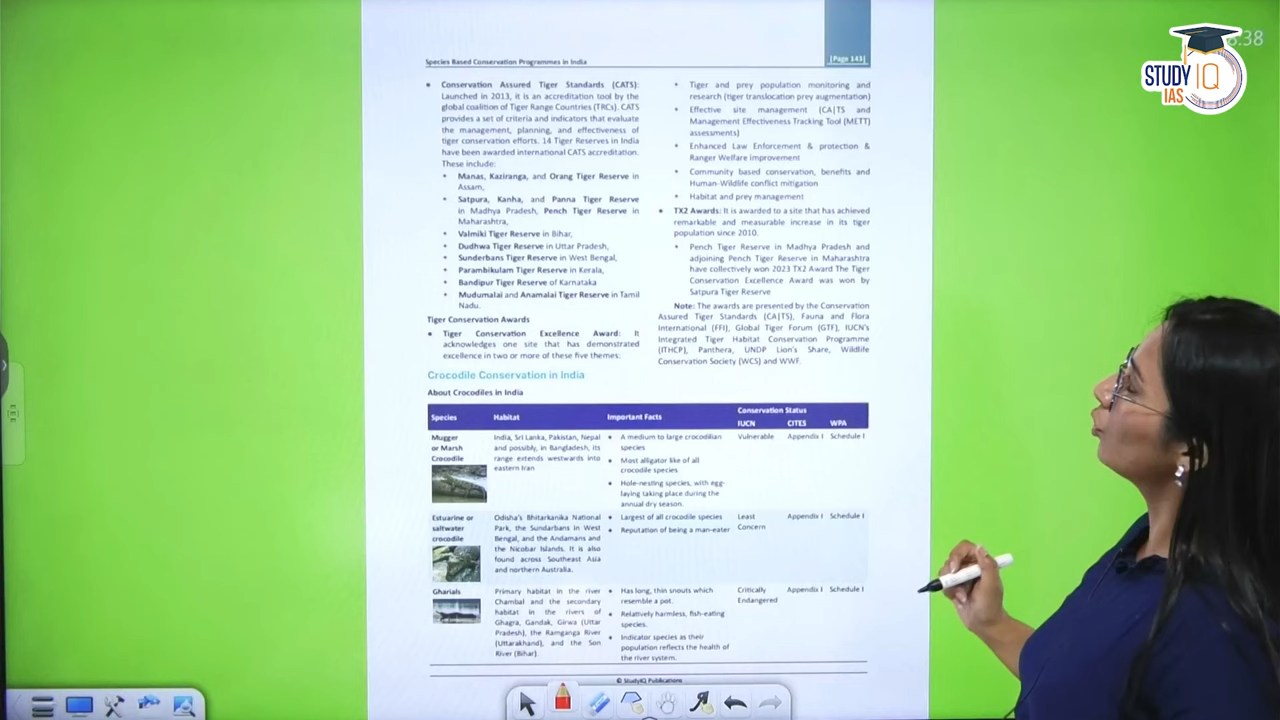 Species Based Conservation Programmes in India
|Page 143|
• Conservation Assured Tiger Standards (CATS):
Launched in 2013, it is an accreditation tool by the
global coalition of Tiger Range Countries (TRCs). CATS
provides a set of criteria and indicators that evaluate
the management, planning, and effectiveness of
tiger conservation efforts. 14 Tiger Reserves in India
have been awarded international CATS accreditation.
These include:
• Manas, Kaziranga, and Orang Tiger Reserve in
Assam,
• Satpura, Kanha, and Panna Tiger Reserve
in Madhya Pradesh, Pench Tiger Reserve in
Maharashtra,
• Valmiki Tiger Reserve in Bihar,
• Dudhwa Tiger Reserve in Uttar Pradesh,
• Sunderbans Tiger Reserve in West Bengal,
• Parambikulam Tiger Reserve in Kerala,
• Bandipur Tiger Reserve of Karnataka
• Mudumalai and Anamalai Tiger Reserve in Tamil
Nadu.
Tiger Conservation Awards
• Tiger Conservation Excellence Award: It
acknowledges one site that has demonstrated
excellence in two or more of these five themes:
• Tiger and prey population monitoring and
research (tiger translocation prey augmentation)
• Effective site management (CA|TS and
Management Effectiveness Tracking Tool (METT)
assessments)
• Enhanced Law Enforcement & protection &
Ranger Welfare improvement
• Community based conservation, benefits and
Human-Wildlife conflict mitigation
• Habitat and prey management
• TX2 Awards: It is awarded to a site that has achieved
remarkable and measurable increase in its tiger
population since 2010.
• Pench Tiger Reserve in Madhya Pradesh and
adjoining Pench Tiger Reserve in Maharashtra
have collectively won 2023 TX2 Award The Tiger
Conservation Excellence Award was won by
Satpura Tiger Reserve
Note: The awards are presented by the Conservation
Assured Tiger Standards (CA|TS), Fauna and Flora
International (FFI), Global Tiger Forum (GTF), IUCN's
Integrated Tiger Habitat Conservation Programme
(ITHCP), Panthera, UNDP Lion's Share, Wildlife
Conservation Society (WCS) and WWF.
Crocodile Conservation in India
About Crocodiles in India
Species Habitat Important Facts Conservation Status
IUCN CITES WPA
Mugger
or Marsh
Crocodile
India, Sri Lanka, Pakistan, Nepal
and possibly, in Bangladesh, its
range extends westwards into
eastern Iran
• A medium to large crocodilian
species
• Most alligator like of all
crocodile species
• Hole-nesting species, with egg-
laying taking place during the
annual dry season.
Vulnerable Appendix I Schedule I
Estuarine or
saltwater
crocodile
Odisha's Bhitarkanika National
Park, the Sundarbans in West
Bengal, and the Andamans and
the Nicobar Islands. It is also
found across Southeast Asia
and northern Australia.
• Largest of all crocodile species
• Reputation of being a man-eater
Least
Concern
Appendix I Schedule I
Gharials
Primary habitat in the river
Chambal and the secondary
habitat in the rivers of
Ghagra, Gandak, Girwa (Uttar
Pradesh), the Ramganga River
(Uttarakhand), and the Son
River (Bihar).
• Has long, thin snouts which
resemble a pot.
• Relatively harmless, fish-eating
species.
• Indicator species as their
population reflects the health of
the river system.
Critically
Endangered
Appendix I Schedule I
© StudyIQ Publications
STUDY IQ
IAS